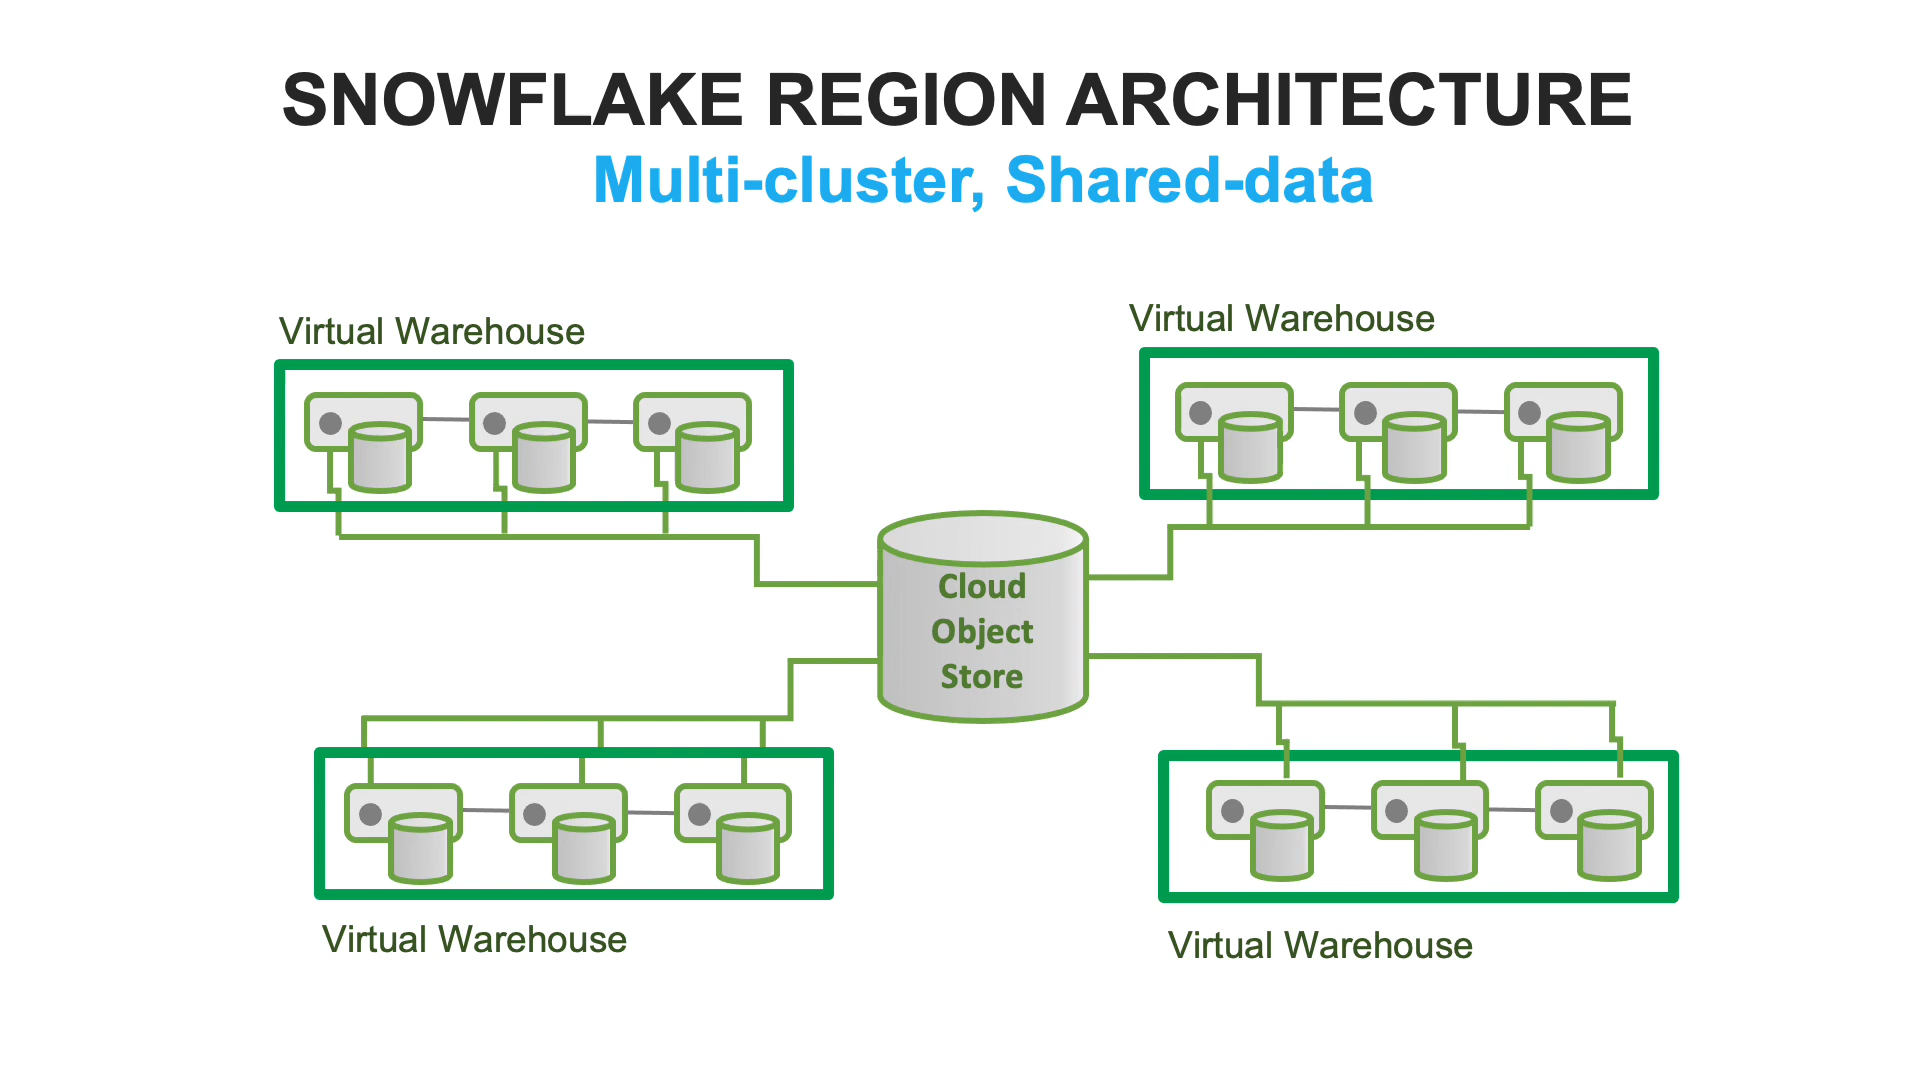 SNOWFLAKE REGION ARCHITECTURE
Multi-cluster, Shared-data
Virtual Warehouse
Virtual Warehouse
Cloud
Object
Store
Virtual Warehouse
Virtual Warehouse